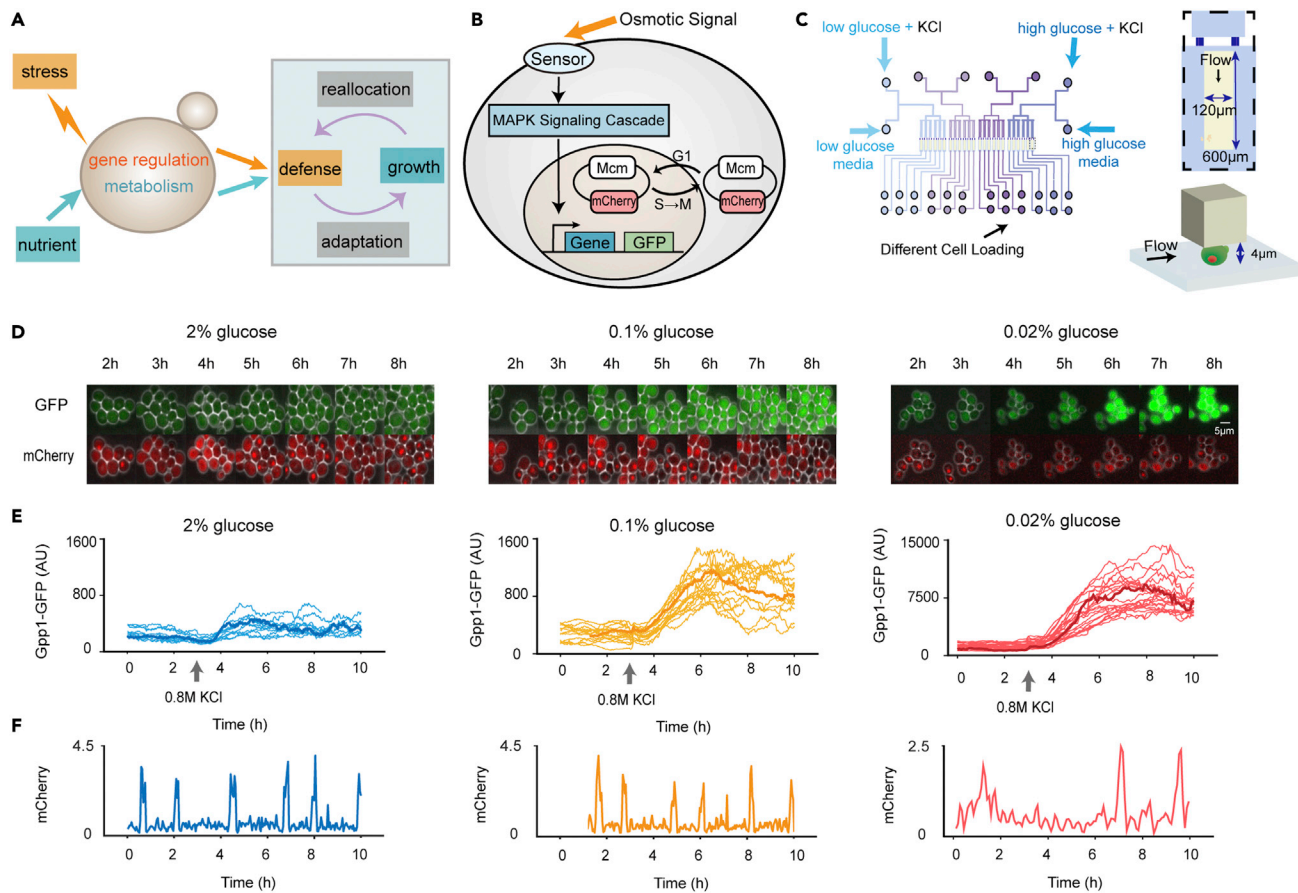 A
stress
nutrient
gene regulation
metabolism
defense
growth
reallocation
adaptation
B
Osmotic Signal
Sensor
MAPK Signaling Cascade
Mcm
mCherry
G1
S→M
Mcm
mCherry
Gene
GFP
C
low glucose + KCl
high glucose + KCl
low glucose
media
high glucose
media
Different Cell Loading
Flow
120μm
600μm
Flow
4μm
D
2% glucose
0.1% glucose
0.02% glucose
2h 3h 4h 5h 6h 7h 8h
2h 3h 4h 5h 6h 7h 8h
2h 3h 4h 5h 6h 7h 8h
GFP
mCherry
5μm
E
2% glucose
0.1% glucose
0.02% glucose
Gpp1-GFP (AU)
1600
800
0
0 2 4 6 8 10
0.8M KCl
Time (h)
Gpp1-GFP (AU)
1600
800
0
0 2 4 6 8 10
0.8M KCl
Time (h)
Gpp1-GFP (AU)
15000
7500
0
0 2 4 6 8 10
0.8M KCl
Time (h)
F
mCherry
4.5
0
0 2 4 6 8 10
Time (h)
mCherry
4.5
0
0 2 4 6 8 10
Time (h)
mCherry
2.5
0
0 2 4 6 8 10
Time (h)